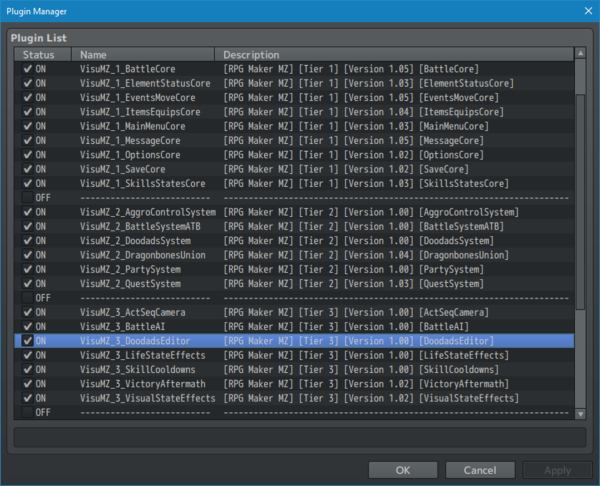 Plugin Manager
Plugin List
Status Name Description
ON VisuMZ_1_BattleCore [RPG Maker MZ] [Tier 1] [Version 1.05] [BattleCore]
ON VisuMZ_1_ElementStatusCore [RPG Maker MZ] [Tier 1] [Version 1.03] [ElementStatusCore]
ON VisuMZ_1_EventsMoveCore [RPG Maker MZ] [Tier 1] [Version 1.05] [EventsMoveCore]
ON VisuMZ_1_ItemsEquipsCore [RPG Maker MZ] [Tier 1] [Version 1.04] [ItemsEquipsCore]
ON VisuMZ_1_MainMenuCore [RPG Maker MZ] [Tier 1] [Version 1.03] [MainMenuCore]
ON VisuMZ_1_MessageCore [RPG Maker MZ] [Tier 1] [Version 1.05] [MessageCore]
ON VisuMZ_1_OptionsCore [RPG Maker MZ] [Tier 1] [Version 1.02] [OptionsCore]
ON VisuMZ_1_SaveCore [RPG Maker MZ] [Tier 1] [Version 1.02] [SaveCore]
ON VisuMZ_1_SkillsStatesCore [RPG Maker MZ] [Tier 1] [Version 1.03] [SkillsStatesCore]
OFF ------------------------- ------------------------------------------------------------------
ON VisuMZ_2_AggroControlSystem [RPG Maker MZ] [Tier 2] [Version 1.00] [AggroControlSystem]
ON VisuMZ_2_BattleSystemATB [RPG Maker MZ] [Tier 2] [Version 1.00] [BattleSystemATB]
ON VisuMZ_2_DoodadsSystem [RPG Maker MZ] [Tier 2] [Version 1.00] [DoodadsSystem]
ON VisuMZ_2_DragonbonesUnion [RPG Maker MZ] [Tier 2] [Version 1.04] [DragonbonesUnion]
ON VisuMZ_2_PartySystem [RPG Maker MZ] [Tier 2] [Version 1.00] [PartySystem]
ON VisuMZ_2_QuestSystem [RPG Maker MZ] [Tier 2] [Version 1.03] [QuestSystem]
OFF ------------------------- ------------------------------------------------------------------
ON VisuMZ_3_ActSeqCamera [RPG Maker MZ] [Tier 3] [Version 1.00] [ActSeqCamera]
ON VisuMZ_3_BattleAI [RPG Maker MZ] [Tier 3] [Version 1.00] [BattleAI]
ON VisuMZ_3_DoodadsEditor [RPG Maker MZ] [Tier 3] [Version 1.00] [DoodadsEditor]
ON VisuMZ_3_LifeStateEffects [RPG Maker MZ] [Tier 3] [Version 1.00] [LifeStateEffects]
ON VisuMZ_3_SkillCooldowns [RPG Maker MZ] [Tier 3] [Version 1.00] [SkillCooldowns]
ON VisuMZ_3_VictoryAftermath [RPG Maker MZ] [Tier 3] [Version 1.02] [VictoryAftermath]
ON VisuMZ_3_VisualStateEffects [RPG Maker MZ] [Tier 3] [Version 1.02] [VisualStateEffects]
OFF ------------------------- ------------------------------------------------------------------
OK Cancel Apply